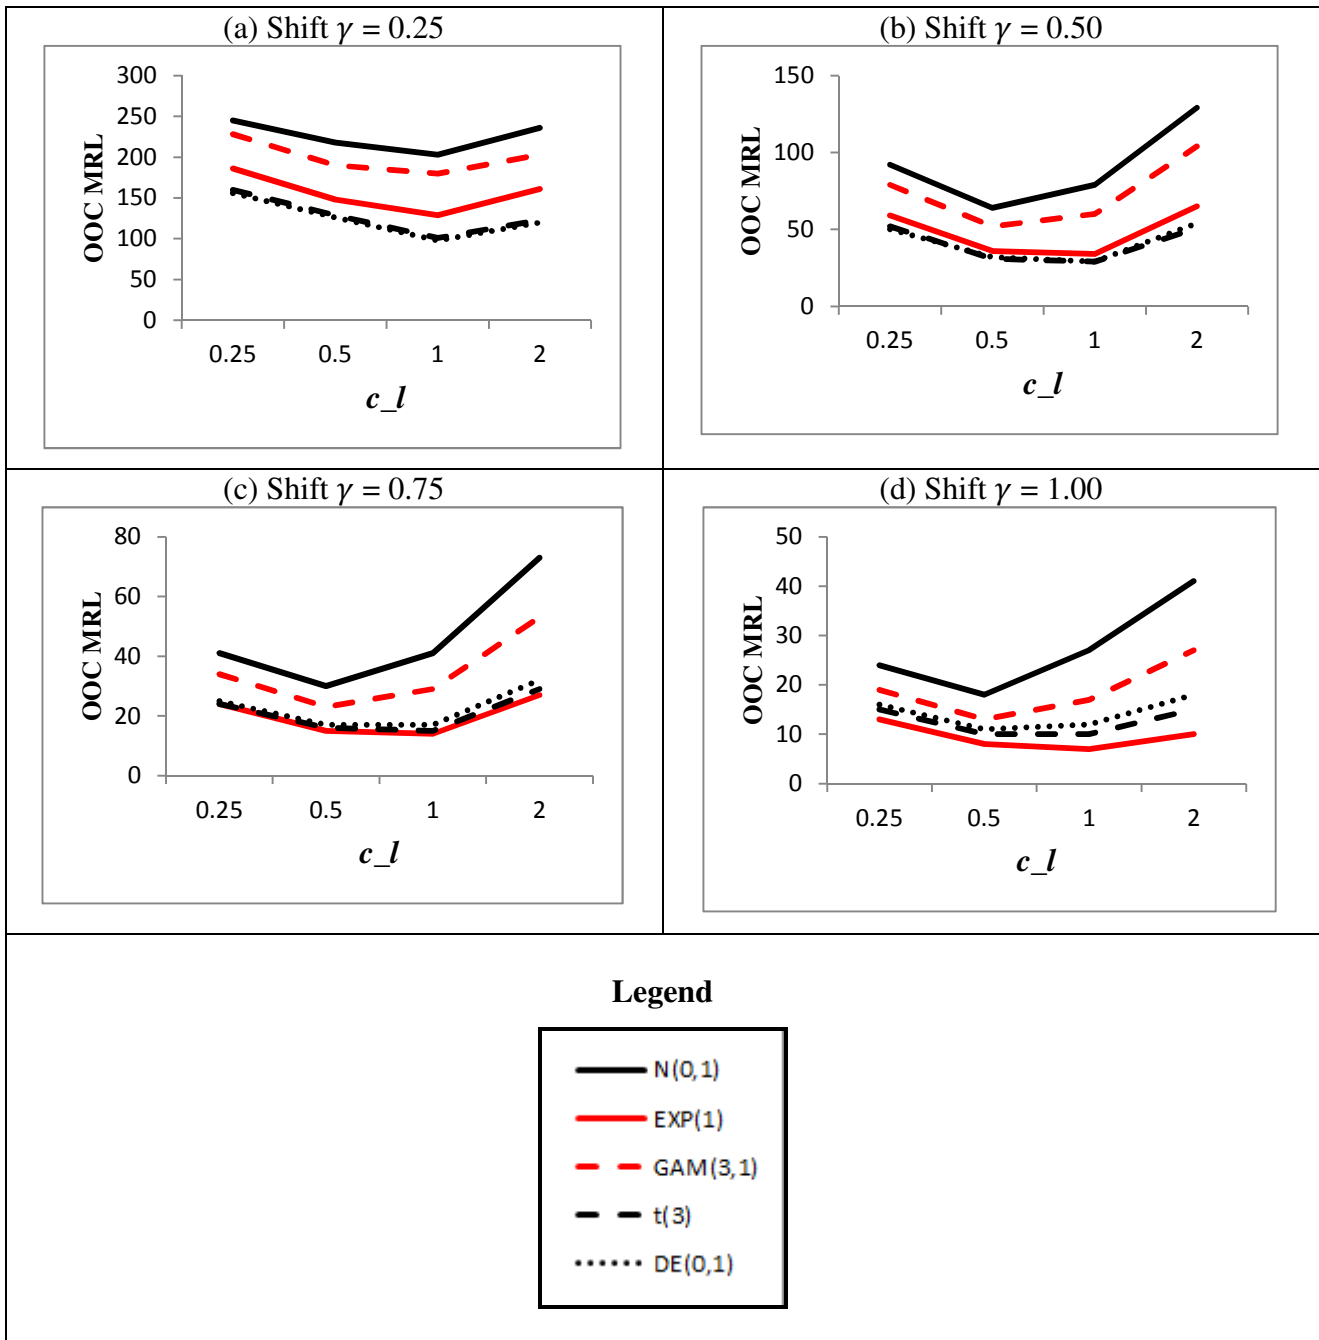 (a) Shift γ = 0.25
300
250
200
150
100
50
0
OOC MRL
0.25 0.5 1 2
c_l
(b) Shift γ = 0.50
150
100
50
0
OOC MRL
0.25 0.5 1 2
c_l
(c) Shift γ = 0.75
80
60
40
20
0
OOC MRL
0.25 0.5 1 2
c_l
(d) Shift γ = 1.00
50
40
30
20
10
0
OOC MRL
0.25 0.5 1 2
c_l
Legend
N(0,1)
EXP(1)
GAM(3,1)
t(3)
DE(0,1)